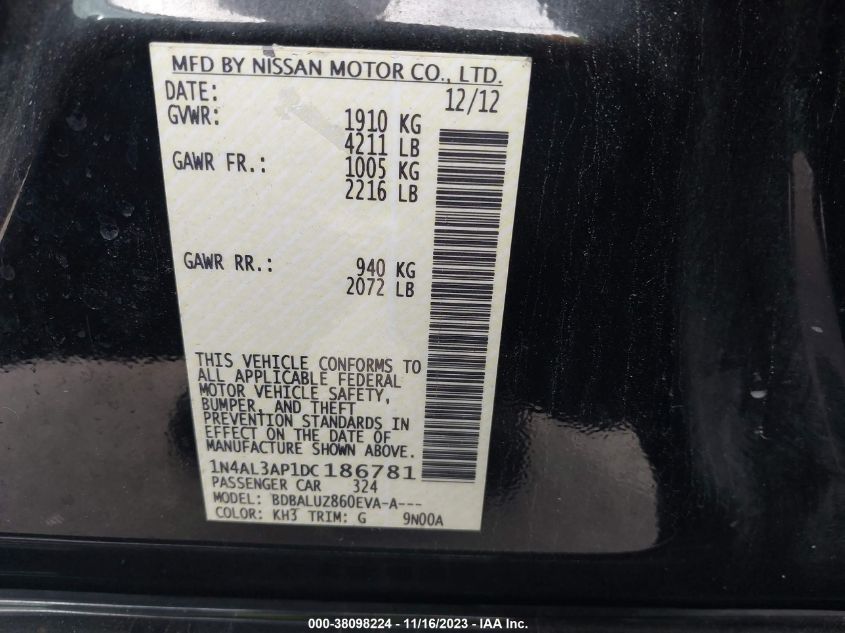 MFD BY NISSAN MOTOR CO., LTD.
DATE: 12/12
GVWR: 1910 KG
4211 LB
GAWR FR.: 1005 KG
2216 LB
GAWR RR.: 940 KG
2072 LB
THIS VEHICLE CONFORMS TO
ALL APPLICABLE FEDERAL
MOTOR VEHICLE SAFETY,
BUMPER, AND THEFT
PREVENTION STANDARDS IN
EFFECT ON THE DATE OF
MANUFACTURE SHOWN ABOVE.
1N4AL3AP1DC186781
PASSENGER CAR 324
MODEL: BDBALUZ860EVA-A---
COLOR: KH3 TRIM: G 9N00A
000-38098224 - 11/16/2023 - IAA Inc.